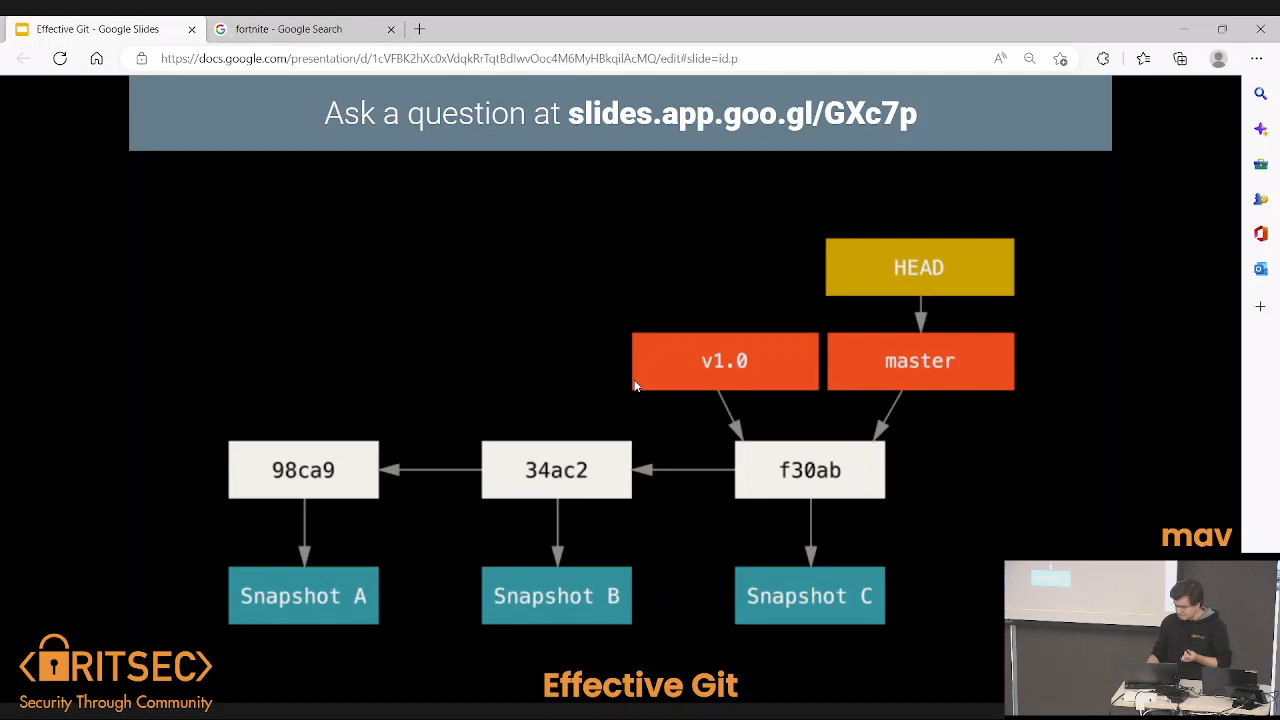 Effective Git - Google Slides
fortnite - Google Search
https://docs.google.com/presentation/d/1cVFBK2hXc0xVdqkRrTqtBdIwvOoc4M6MyHBkqiIAcMQ/edit#slide=id.p
Ask a question at slides.app.goo.gl/GXc7p
HEAD
v1.0
master
98ca9
34ac2
f30ab
Snapshot A
Snapshot B
Snapshot C
mav
RITSEC
Security Through Community
Effective Git